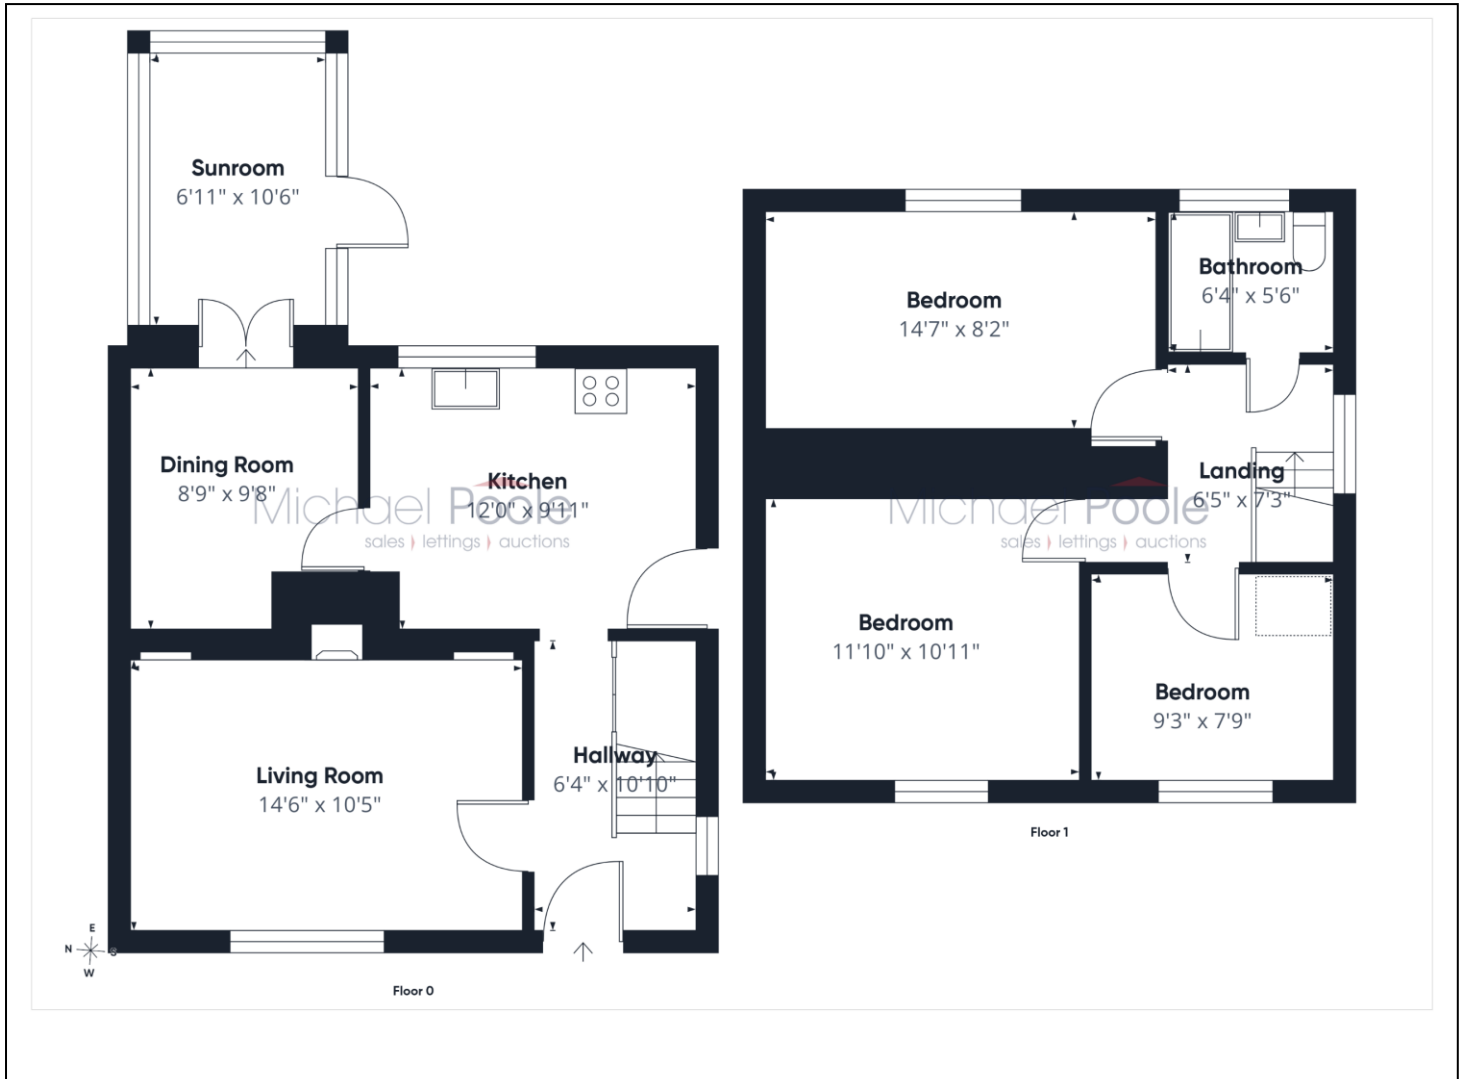 Sunroom
6'11" x 10'6"
Dining Room
8'9" x 9'8"
Kitchen
12'0" x 9'11"
Michael Poole
sales lettings auctions
Living Room
14'6" x 10'5"
Hallway
6'4" x 10'10"
E
N S
W
Floor 0
Bedroom
14'7" x 8'2"
Bathroom
6'4" x 5'6"
Landing
6'5" x 7'3"
Michael Poole
sales lettings auctions
Bedroom
11'10" x 10'11"
Bedroom
9'3" x 7'9"
Floor 1